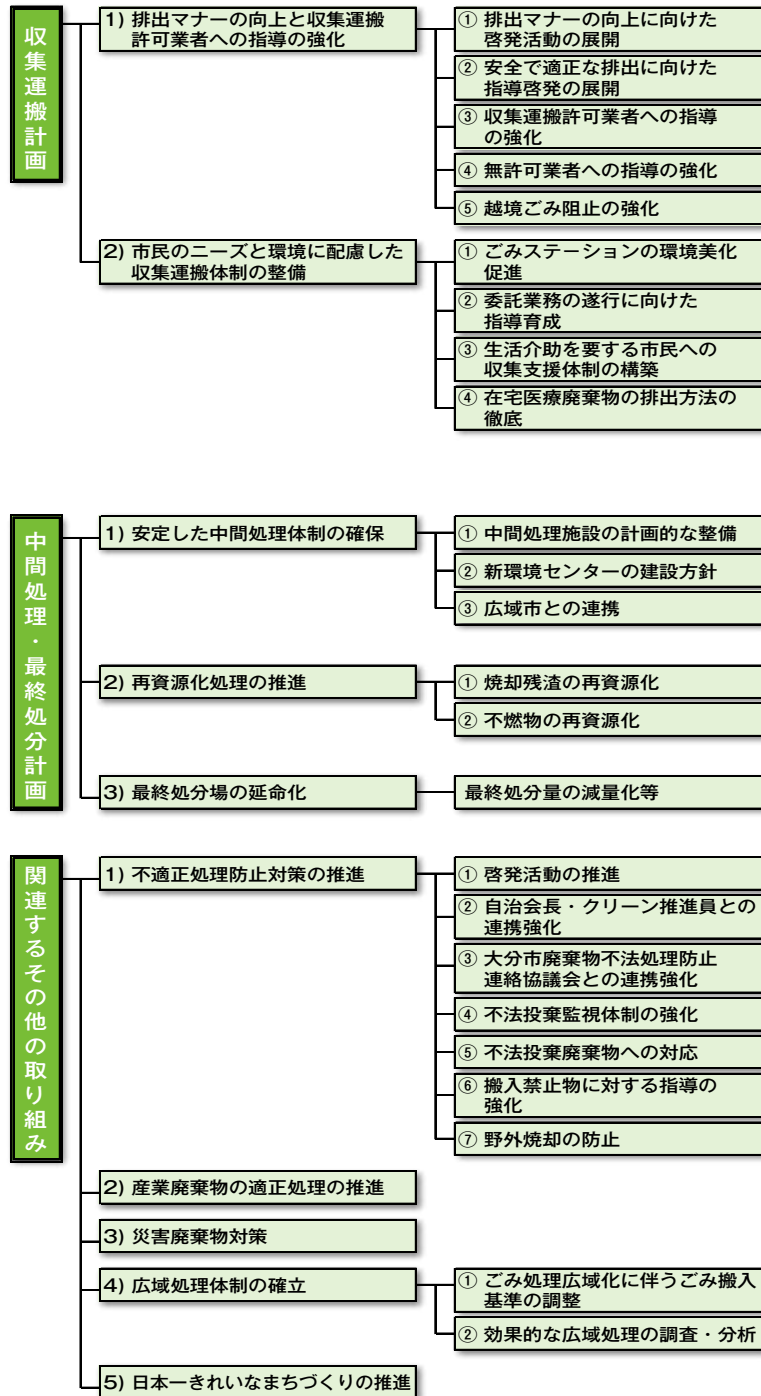 収集運搬計画
1) 排出マナーの向上と収集運搬
許可業者への指導の強化
① 排出マナーの向上に向けた
啓発活動の展開
② 安全で適正な排出に向けた
指導啓発の展開
③ 収集運搬許可業者への指導
の強化
④ 無許可業者への指導の強化
⑤ 越境ごみ阻止の強化
2) 市民のニーズと環境に配慮した
収集運搬体制の整備
① ごみステーションの環境美化
促進
② 委託業務の遂行に向けた
指導育成
③ 生活介助を要する市民への
収集支援体制の構築
④ 在宅医療廃棄物の排出方法の
徹底
中間処理・最終処分計画
1) 安定した中間処理体制の確保
① 中間処理施設の計画的な整備
② 新環境センターの建設方針
③ 広域市との連携
2) 再資源化処理の推進
① 焼却残渣の再資源化
② 不燃物の再資源化
3) 最終処分場の延命化
最終処分量の減量化等
関連するその他の取り組み
1) 不適正処理防止対策の推進
① 啓発活動の推進
② 自治会長・クリーン推進員との
連携強化
③ 大分市廃棄物不法処理防止
連絡協議会との連携強化
④ 不法投棄監視体制の強化
⑤ 不法投棄廃棄物への対応
⑥ 搬入禁止物に対する指導の
強化
⑦ 野外焼却の防止
2) 産業廃棄物の適正処理の推進
3) 災害廃棄物対策
4) 広域処理体制の確立
① ごみ処理広域化に伴うごみ搬入
基準の調整
② 効果的な広域処理の調査・分析
5) 日本一きれいなまちづくりの推進